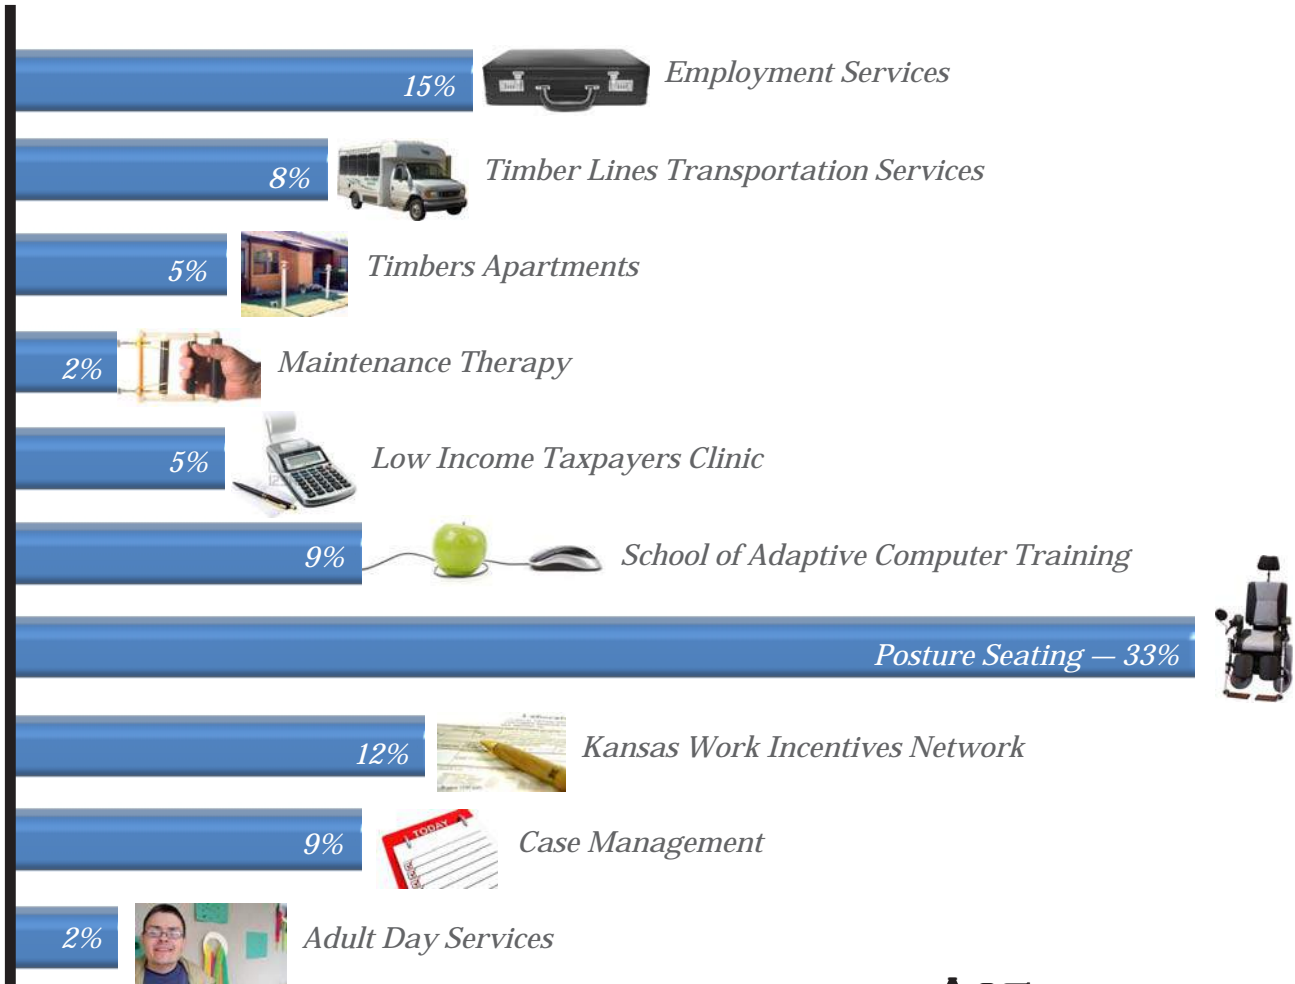 15%
Employment Services
8%
Timber Lines Transportation Services
5%
Timbers Apartments
2%
Maintenance Therapy
5%
Low Income Taxpayers Clinic
9%
School of Adaptive Computer Training
Posture Seating — 33%
12%
Kansas Work Incentives Network
9%
TODAY
Case Management
2%
Adult Day Services